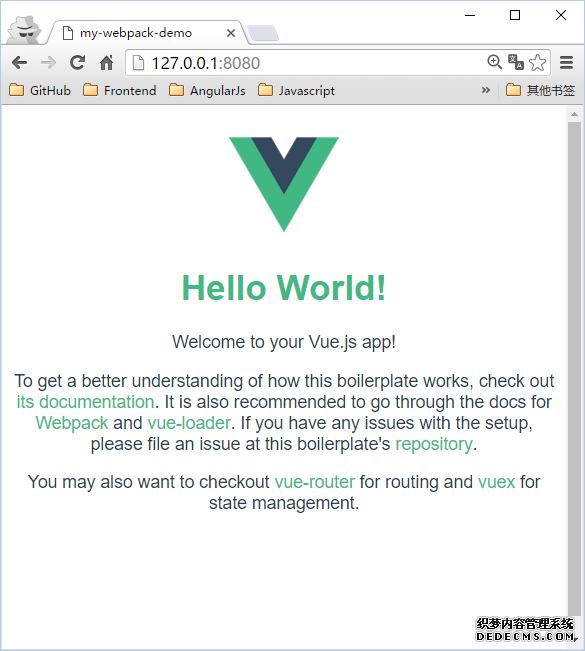 my-webpack-demo
127.0.0.1:8080
GitHub Frontend AngularJs Javascript » 其他书签
Hello World!
Welcome to your Vue.js app!
To get a better understanding of how this boilerplate works, check out
its documentation. It is also recommended to go through the docs for
Webpack and vue-loader. If you have any issues with the setup,
please file an issue at this boilerplate's repository.
You may also want to checkout vue-router for routing and vuex for
state management.
织梦内容管理系统
DEDECMS.COM